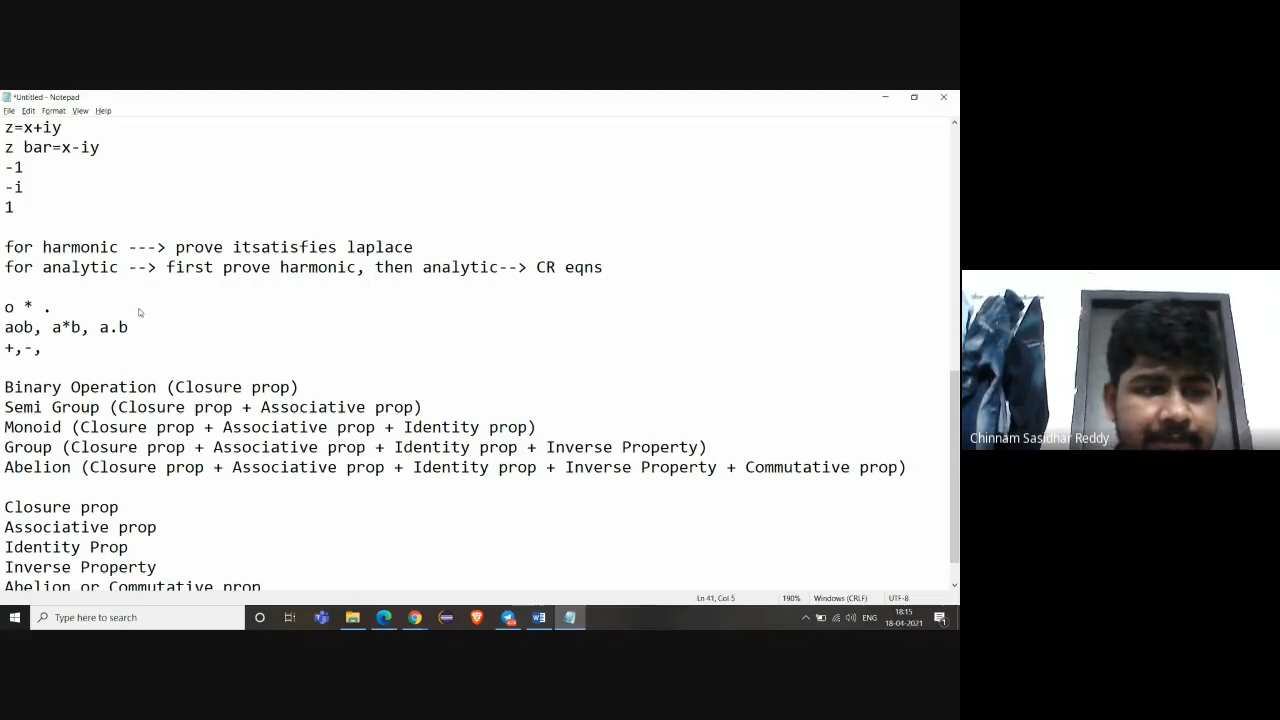 *Untitled - Notepad
File Edit Format View Help
z=x+iy
z bar=x-iy
-1
-i
1
for harmonic ---> prove itsatisfies laplace
for analytic --> first prove harmonic, then analytic--> CR eqns
o * .
aob, a*b, a.b
+,-,
Binary Operation (Closure prop)
Semi Group (Closure prop + Associative prop)
Monoid (Closure prop + Associative prop + Identity prop)
Group (Closure prop + Associative prop + Identity prop + Inverse Property)
Abelion (Closure prop + Associative prop + Identity prop + Inverse Property + Commutative prop)
Closure prop
Associative prop
Identity Prop
Inverse Property
Abelion or Commutative prop
Ln 41, Col 5 190% Windows (CRLF) UTF-8
Type here to search
ENG
18:15
18-04-2021
Chinnam Sasidhar Reddy